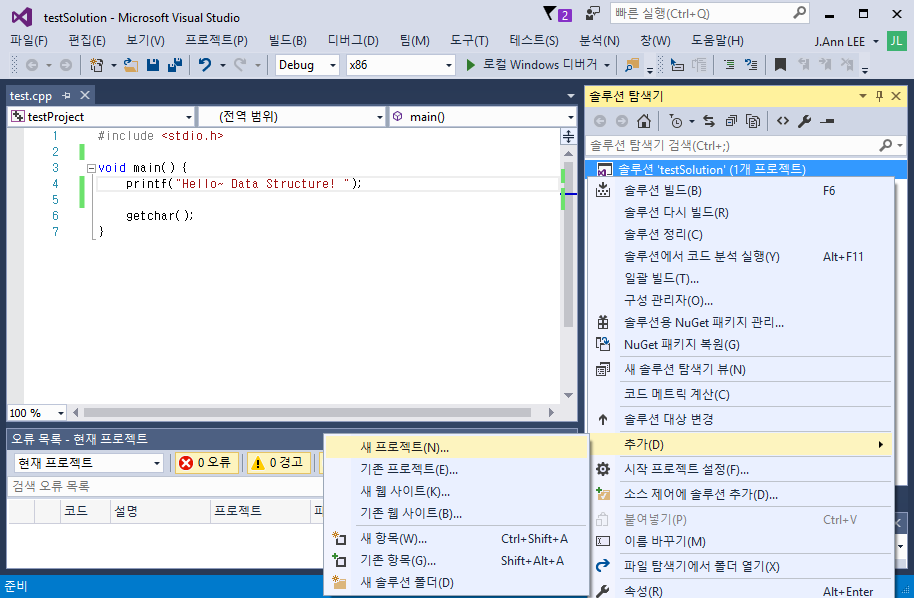 testSolution - Microsoft Visual Studio
2
빠른 실행(Ctrl+Q)
파일(F) 편집(E) 보기(V) 프로젝트(P) 빌드(B) 디버그(D) 팀(M) 도구(T) 테스트(S) 분석(N) 창(W) 도움말(H) J.Ann LEE JL
Debug x86 로컬 Windows 디버거
test.cpp
testProject (전역 범위) main()
1 #include <stdio.h>
2
3 void main() {
4 printf("Hello~ Data Structure! ");
5
6 getchar();
7 }
100 %
솔루션 탐색기
솔루션 탐색기 검색(Ctrl+;)
솔루션 'testSolution' (1개 프로젝트)
솔루션 빌드(B) F6
솔루션 다시 빌드(R)
솔루션 정리(C)
솔루션에서 코드 분석 실행(Y) Alt+F11
일괄 빌드(T)...
구성 관리자(O)...
솔루션용 NuGet 패키지 관리...
NuGet 패키지 복원(G)
새 솔루션 탐색기 뷰(N)
코드 메트릭 계산(C)
솔루션 대상 변경
추가(D)
시작 프로젝트 설정(F)...
소스 제어에 솔루션 추가(D)...
붙여넣기(P) Ctrl+V
이름 바꾸기(M)
파일 탐색기에서 폴더 열기(X)
속성(R) Alt+Enter
오류 목록 - 현재 프로젝트
현재 프로젝트 0 오류 0 경고
검색 오류 목록
코드 설명 프로젝트
새 프로젝트(N)...
기존 프로젝트(E)...
새 웹 사이트(K)...
기존 웹 사이트(B)...
새 항목(W)... Ctrl+Shift+A
기존 항목(G)... Shift+Alt+A
새 솔루션 폴더(D)
준비